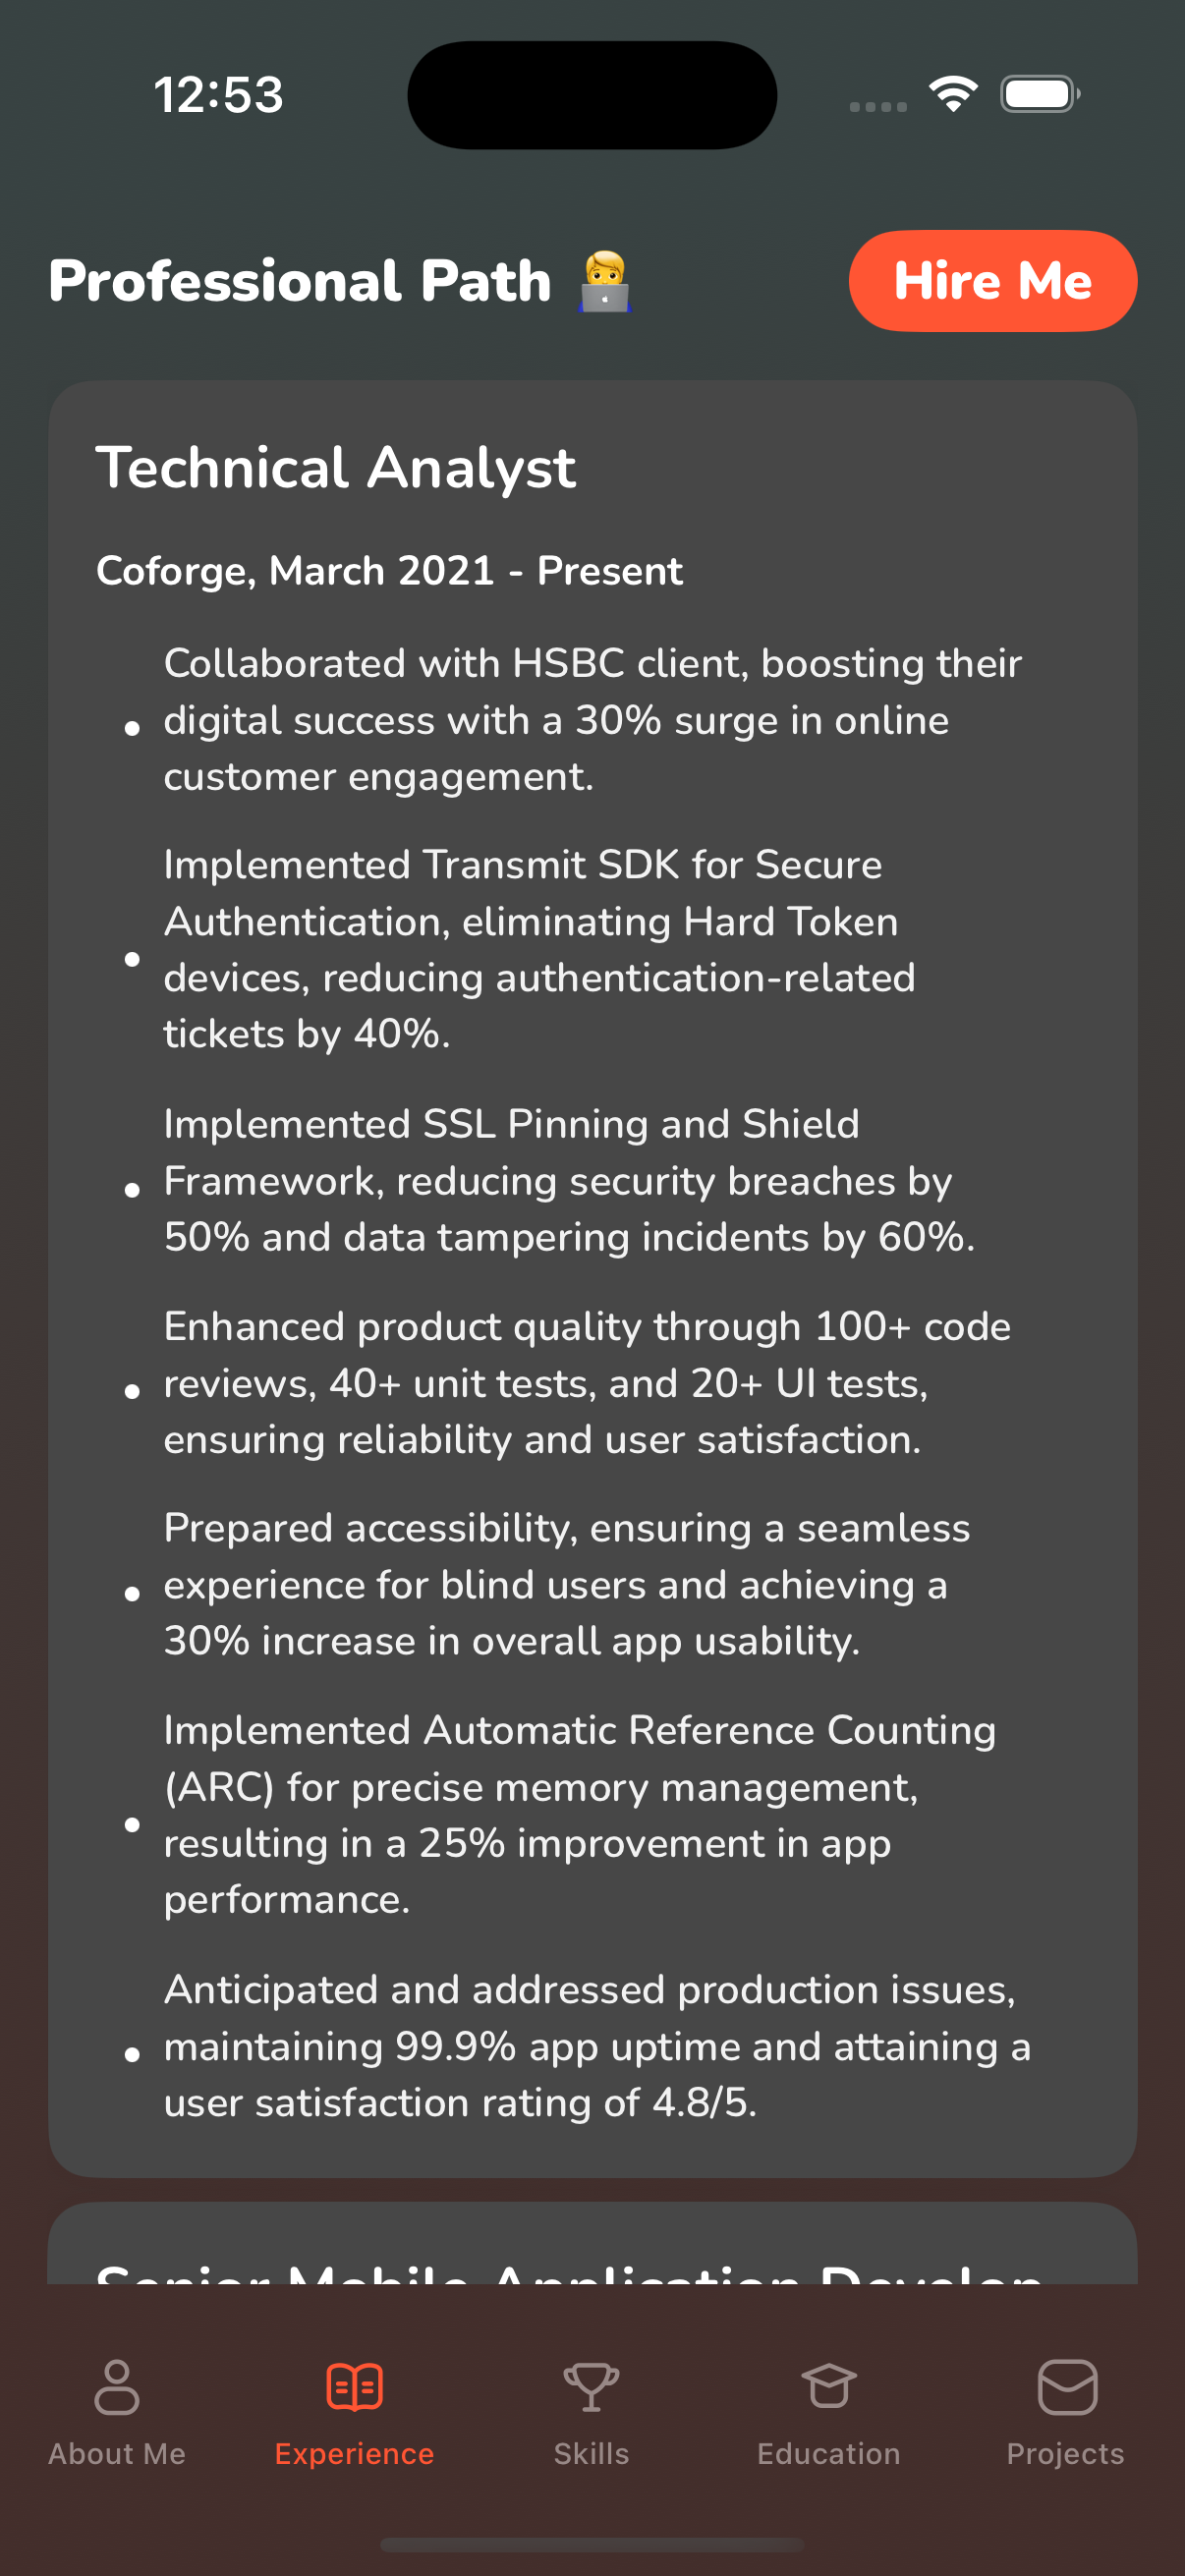 12:53
Professional Path
Hire Me
Technical Analyst
Coforge, March 2021 - Present
Collaborated with HSBC client, boosting their
• digital success with a 30% surge in online
customer engagement.
Implemented Transmit SDK for Secure
Authentication, eliminating Hard Token
• devices, reducing authentication-related
tickets by 40%.
Implemented SSL Pinning and Shield
• Framework, reducing security breaches by
50% and data tampering incidents by 60%.
Enhanced product quality through 100+ code
• reviews, 40+ unit tests, and 20+ UI tests,
ensuring reliability and user satisfaction.
Prepared accessibility, ensuring a seamless
• experience for blind users and achieving a
30% increase in overall app usability.
Implemented Automatic Reference Counting
(ARC) for precise memory management,
• resulting in a 25% improvement in app
performance.
Anticipated and addressed production issues,
• maintaining 99.9% app uptime and attaining a
user satisfaction rating of 4.8/5.
Senior Mobile Application Develop
About Me
Experience
Skills
Education
Projects